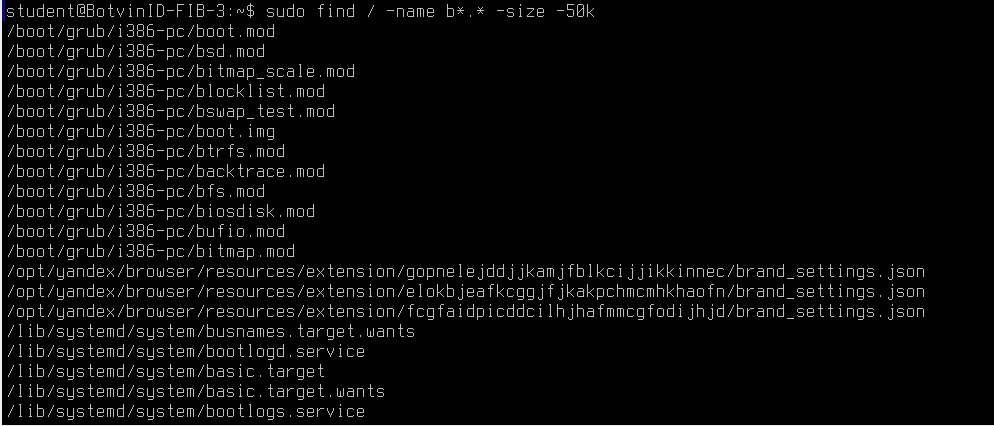 student@BotvinID-FIB-3:~$ sudo find / -name b*.* -size -50k
/boot/grub/i386-pc/boot.mod
/boot/grub/i386-pc/bsd.mod
/boot/grub/i386-pc/bitmap_scale.mod
/boot/grub/i386-pc/blocklist.mod
/boot/grub/i386-pc/bswap_test.mod
/boot/grub/i386-pc/boot.img
/boot/grub/i386-pc/btrfs.mod
/boot/grub/i386-pc/backtrace.mod
/boot/grub/i386-pc/bfs.mod
/boot/grub/i386-pc/biosdisk.mod
/boot/grub/i386-pc/bufio.mod
/boot/grub/i386-pc/bitmap.mod
/opt/yandex/browser/resources/extension/gopnelejddjjkamjfblkcijjikkinnec/brand_settings.json
/opt/yandex/browser/resources/extension/elokbjeafkcggjfjkakpchmcmhkhaofn/brand_settings.json
/opt/yandex/browser/resources/extension/fcgfaidpicddcilhjhafmmcgfodijhjd/brand_settings.json
/lib/systemd/system/busnames.target.wants
/lib/systemd/system/bootlogd.service
/lib/systemd/system/basic.target
/lib/systemd/system/basic.target.wants
/lib/systemd/system/bootlogs.service